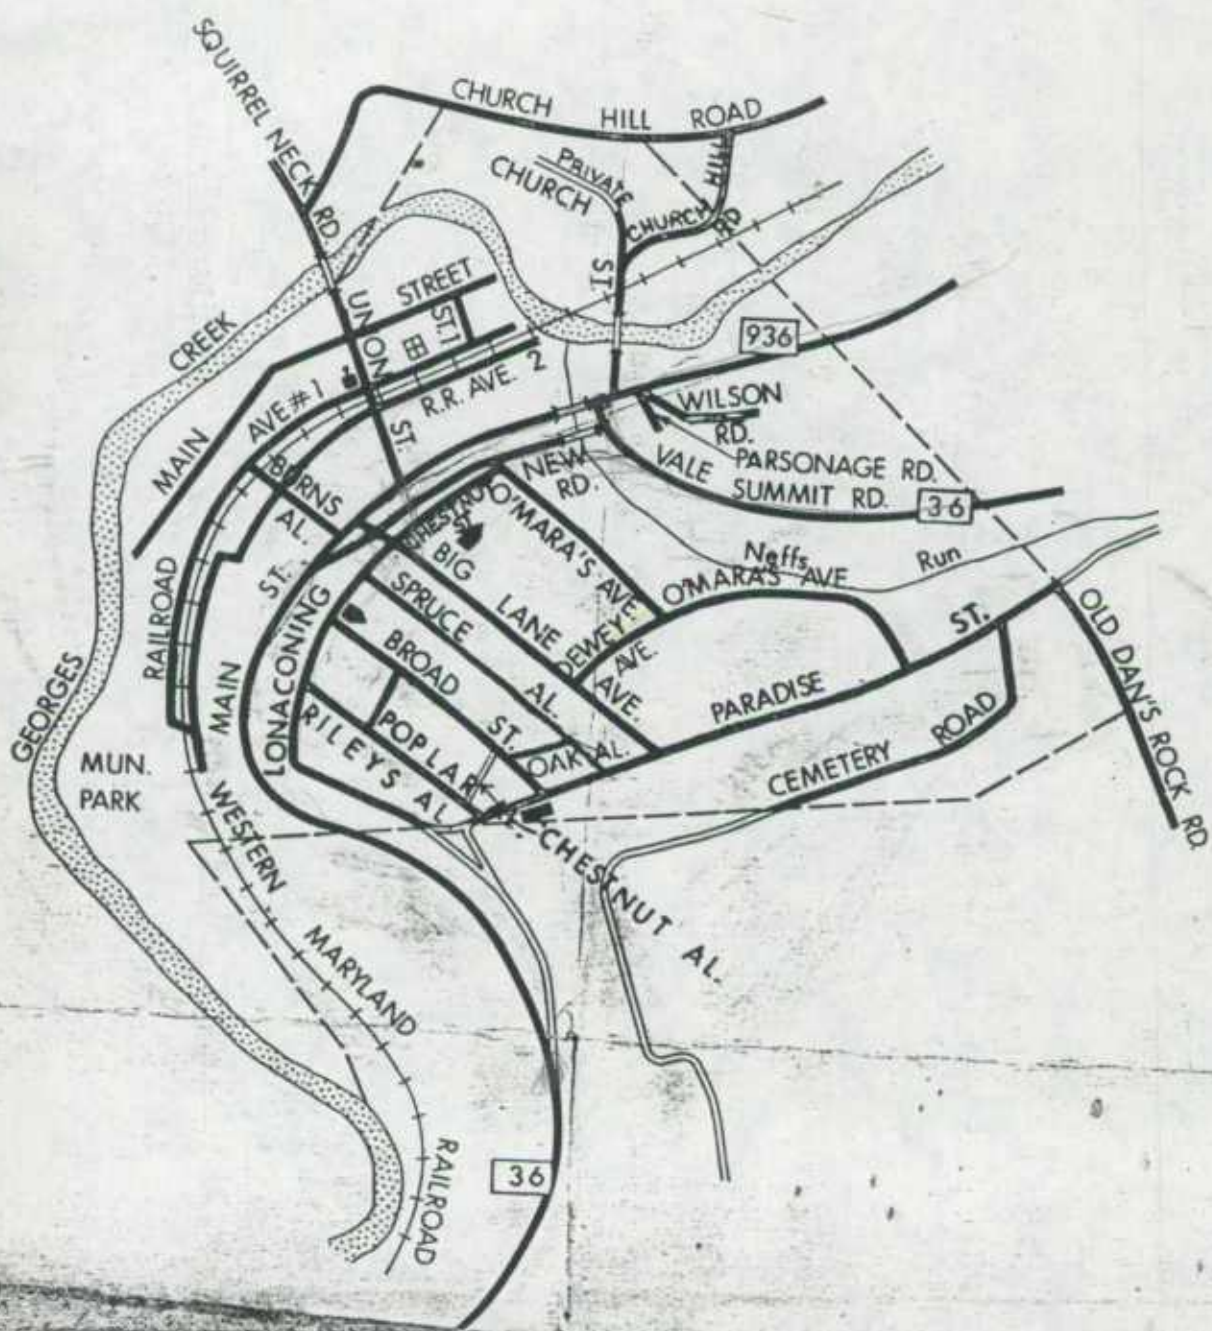 SQUIRREL NECK RD.
CHURCH HILL ROAD
PRIVATE
CHURCH
ST
CHURCH HILL
RD
CREEK
MAIN STREET
UNION ST.
ST. 1
936
AVE #1
R.R. AVE. 2
WILSON RD.
PARSONAGE RD.
VALE SUMMIT RD.
36
NEW RD.
BURNS AL.
CHESTNUT ST
O'MARA'S AVE.
BIG LANE AVE.
Neffs Run
O'MARA'S AVE
DEWEY AVE.
SPRUCE AL.
RAILROAD
MAIN ST.
LONACONING
BROAD ST.
PARADISE ST.
OLD DAN'S ROCK RD.
GEORGES
POPLAR
OAK AL.
RILEYS AL
CEMETERY ROAD
MUN. PARK
CHESTNUT AL.
WESTERN MARYLAND RAILROAD
36